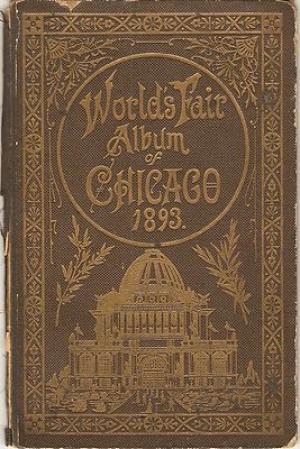 World's Fair
Album
of
CHICAGO
1893.